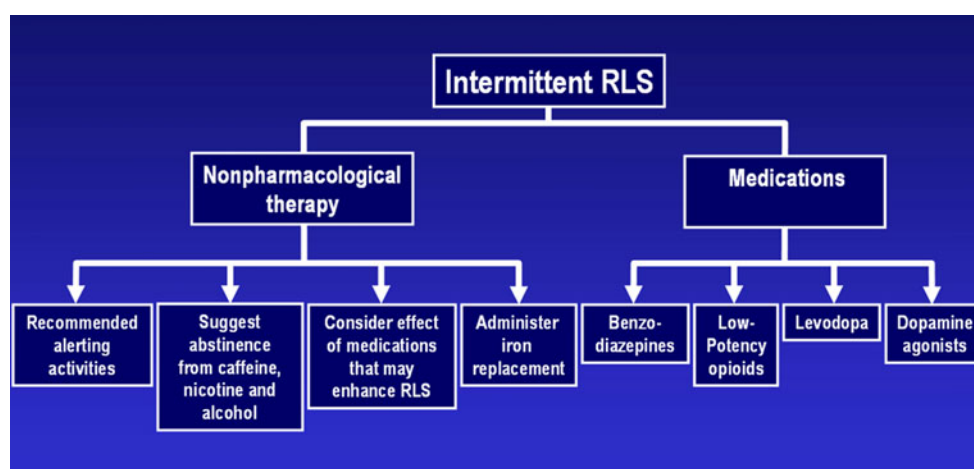 Intermittent RLS
Nonpharmacological
therapy
Medications
Recommended
alerting
activities
Suggest
abstinence
from caffeine,
nicotine and
alcohol
Consider effect
of medications
that may
enhance RLS
Administer
iron
replacement
Benzo-
diazepines
Low-
Potency
opioids
Levodopa
Dopamine
agonists